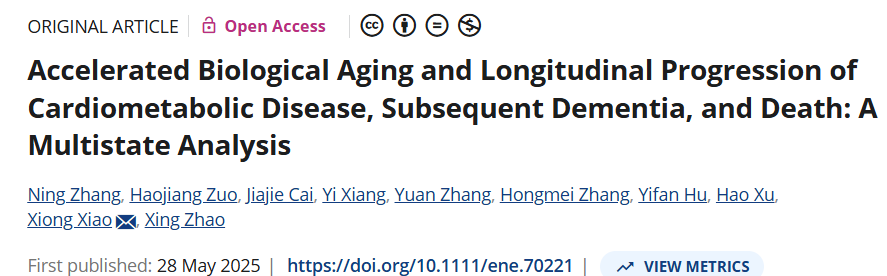 ORIGINAL ARTICLE Open Access
Accelerated Biological Aging and Longitudinal Progression of
Cardiometabolic Disease, Subsequent Dementia, and Death: A
Multistate Analysis
Ning Zhang, Haojiang Zuo, Jiajie Cai, Yi Xiang, Yuan Zhang, Hongmei Zhang, Yifan Hu, Hao Xu,
Xiong Xiao, Xing Zhao
First published: 28 May 2025 | https://doi.org/10.1111/ene.70221 | VIEW METRICS